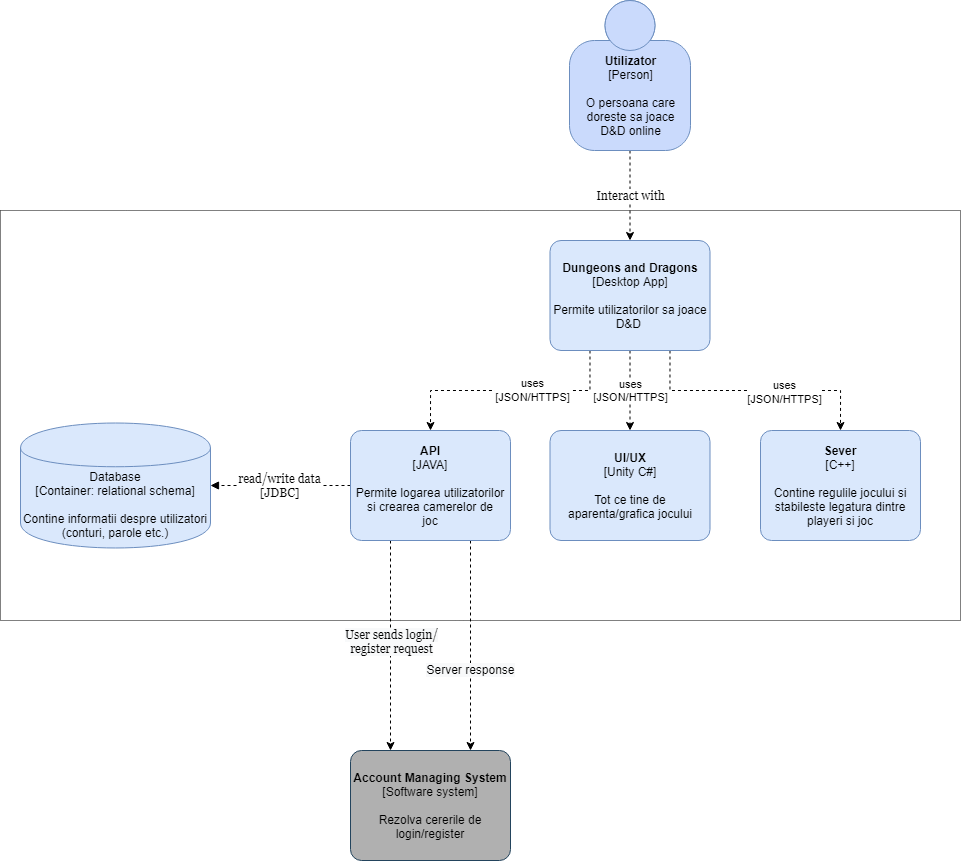 Utilizator
[Person]
O persoana care
doreste sa joace
D&D online
Interact with
Dungeons and Dragons
[Desktop App]
Permite utilizatorilor sa joace
D&D
uses
[JSON/HTTPS]
uses
[JSON/HTTPS]
uses
[JSON/HTTPS]
Database
[Container: relational schema]
Contine informatii despre utilizatori
(conturi, parole etc.)
read/write data
[JDBC]
API
[JAVA]
Permite logarea utilizatorilor
si crearea camerelor de
joc
UI/UX
[Unity C#]
Tot ce tine de
aparenta/grafica jocului
Sever
[C++]
Contine regulile jocului si
stabileste legatura dintre
playeri si joc
User sends login/
register request
Server response
Account Managing System
[Software system]
Rezolva cererile de
login/register